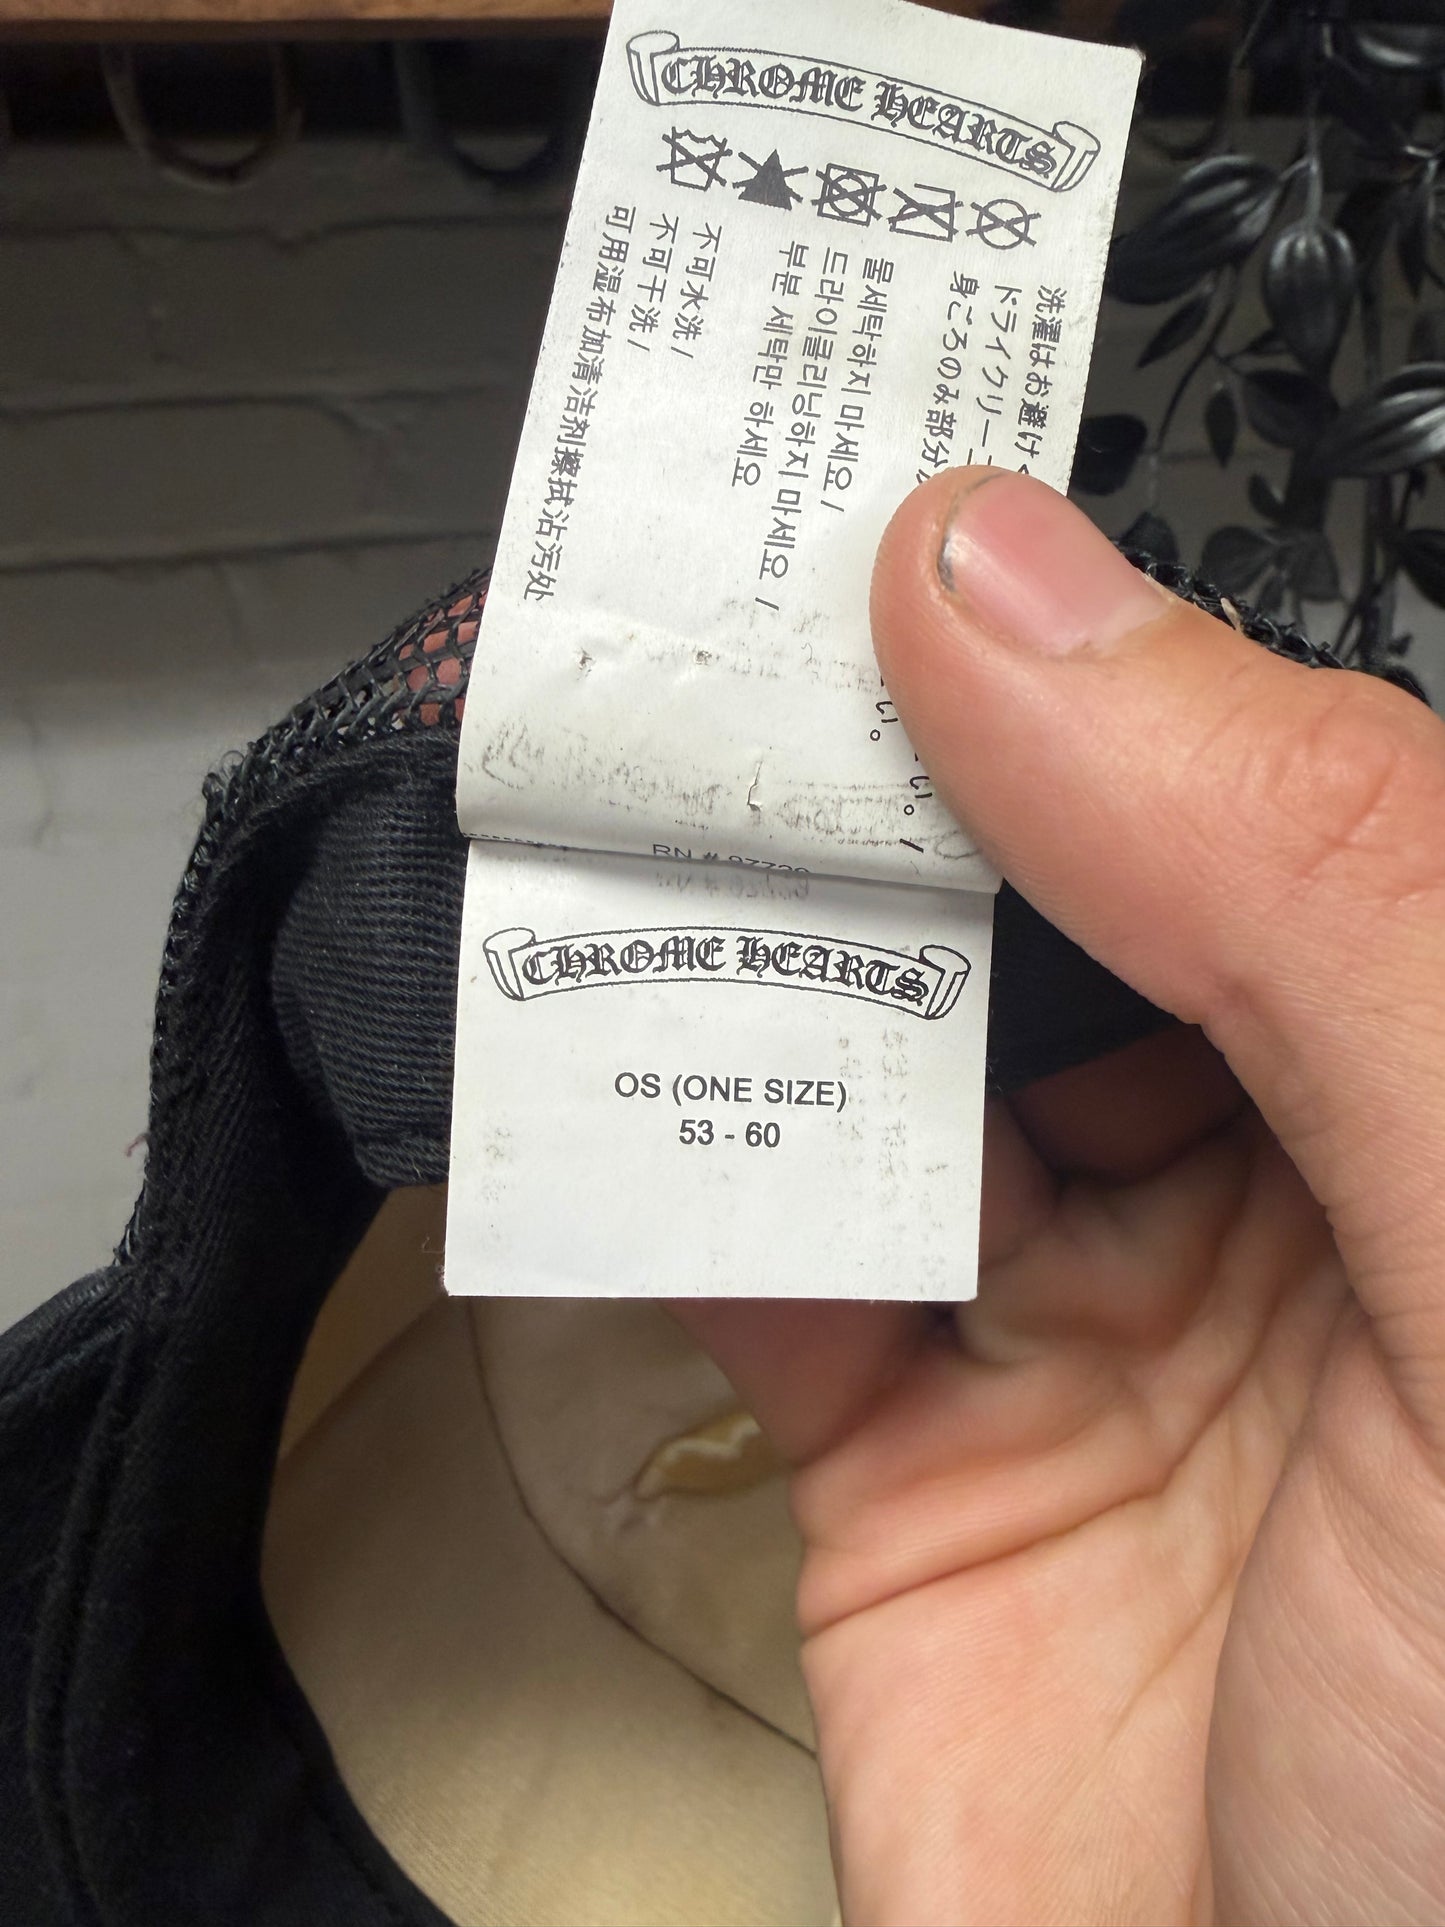 CHROME HEARTS
洗濯はお避け
ドライクリーニ
身ごろのみ部分
い。 /
い。
물세탁하지 마세요 /
드라이클리닝하지 마세요 /
부분 세탁만 하세요
不可水洗 /
不可干洗 /
可用湿布加清洁剂擦拭沾污处
RN #
CHROME HEARTS
OS (ONE SIZE)
53 - 60